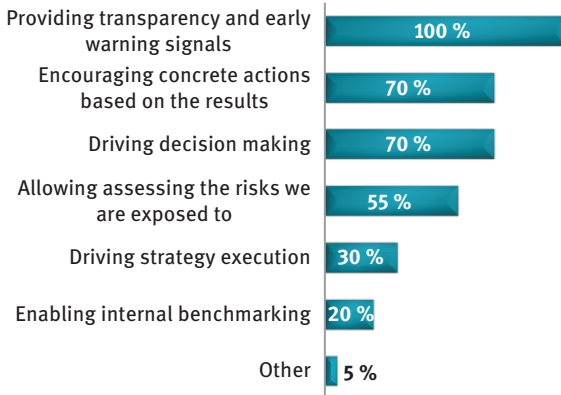 Providing transparency and early
warning signals
100 %
Encouraging concrete actions
based on the results
70 %
Driving decision making
70 %
Allowing assessing the risks we
are exposed to
55 %
Driving strategy execution
30 %
Enabling internal benchmarking
20 %
Other
5 %